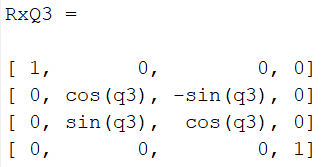 RxQ3 =
[ 1,       0,        0, 0]
[ 0, cos(q3), -sin(q3), 0]
[ 0, sin(q3),  cos(q3), 0]
[ 0,       0,        0, 1]